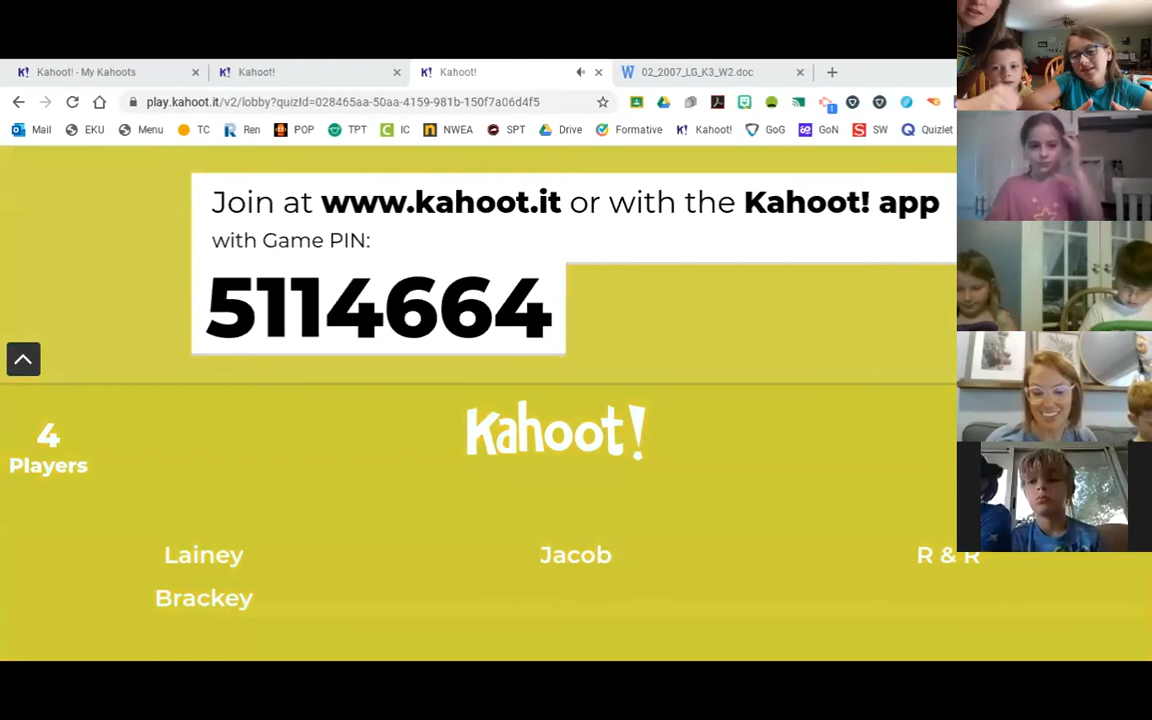 Kahoot! - My Kahoots
Kahoot!
Kahoot!
02_2007_LG_K3_W2.doc
play.kahoot.it/v2/lobby?quizId=028465aa-50aa-4159-981b-150f7a06d4f5
Mail EKU Menu TC Ren POP TPT IC NWEA SPT Drive Formative Kahoot! GoG GoN SW Quizlet
Join at www.kahoot.it or with the Kahoot! app
with Game PIN:
5114664
Kahoot!
4
Players
Lainey Jacob R & R
Brackey